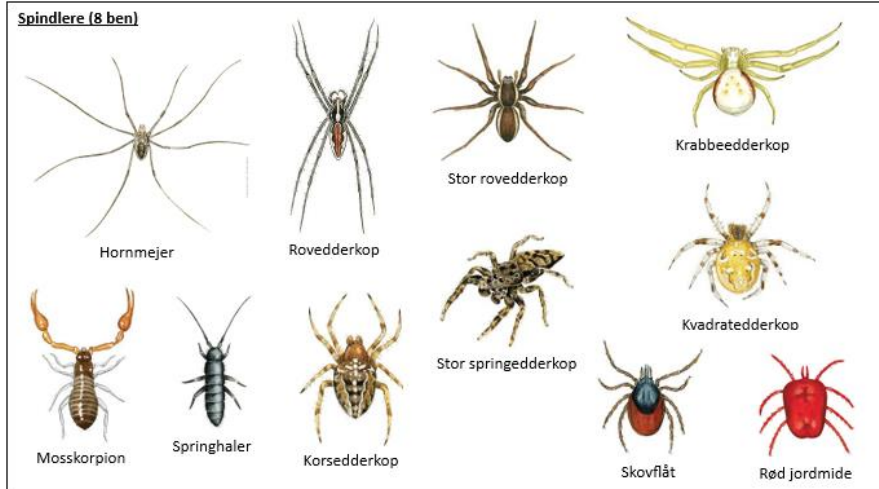 Spindlere (8 ben)
Hornmejer
Rovedderkop
Stor rovedderkop
Krabbeedderkop
Mosskorpion
Springhaler
Korsedderkop
Stor springedderkop
Kvadratedderkop
Skovflåt
Rød jordmide